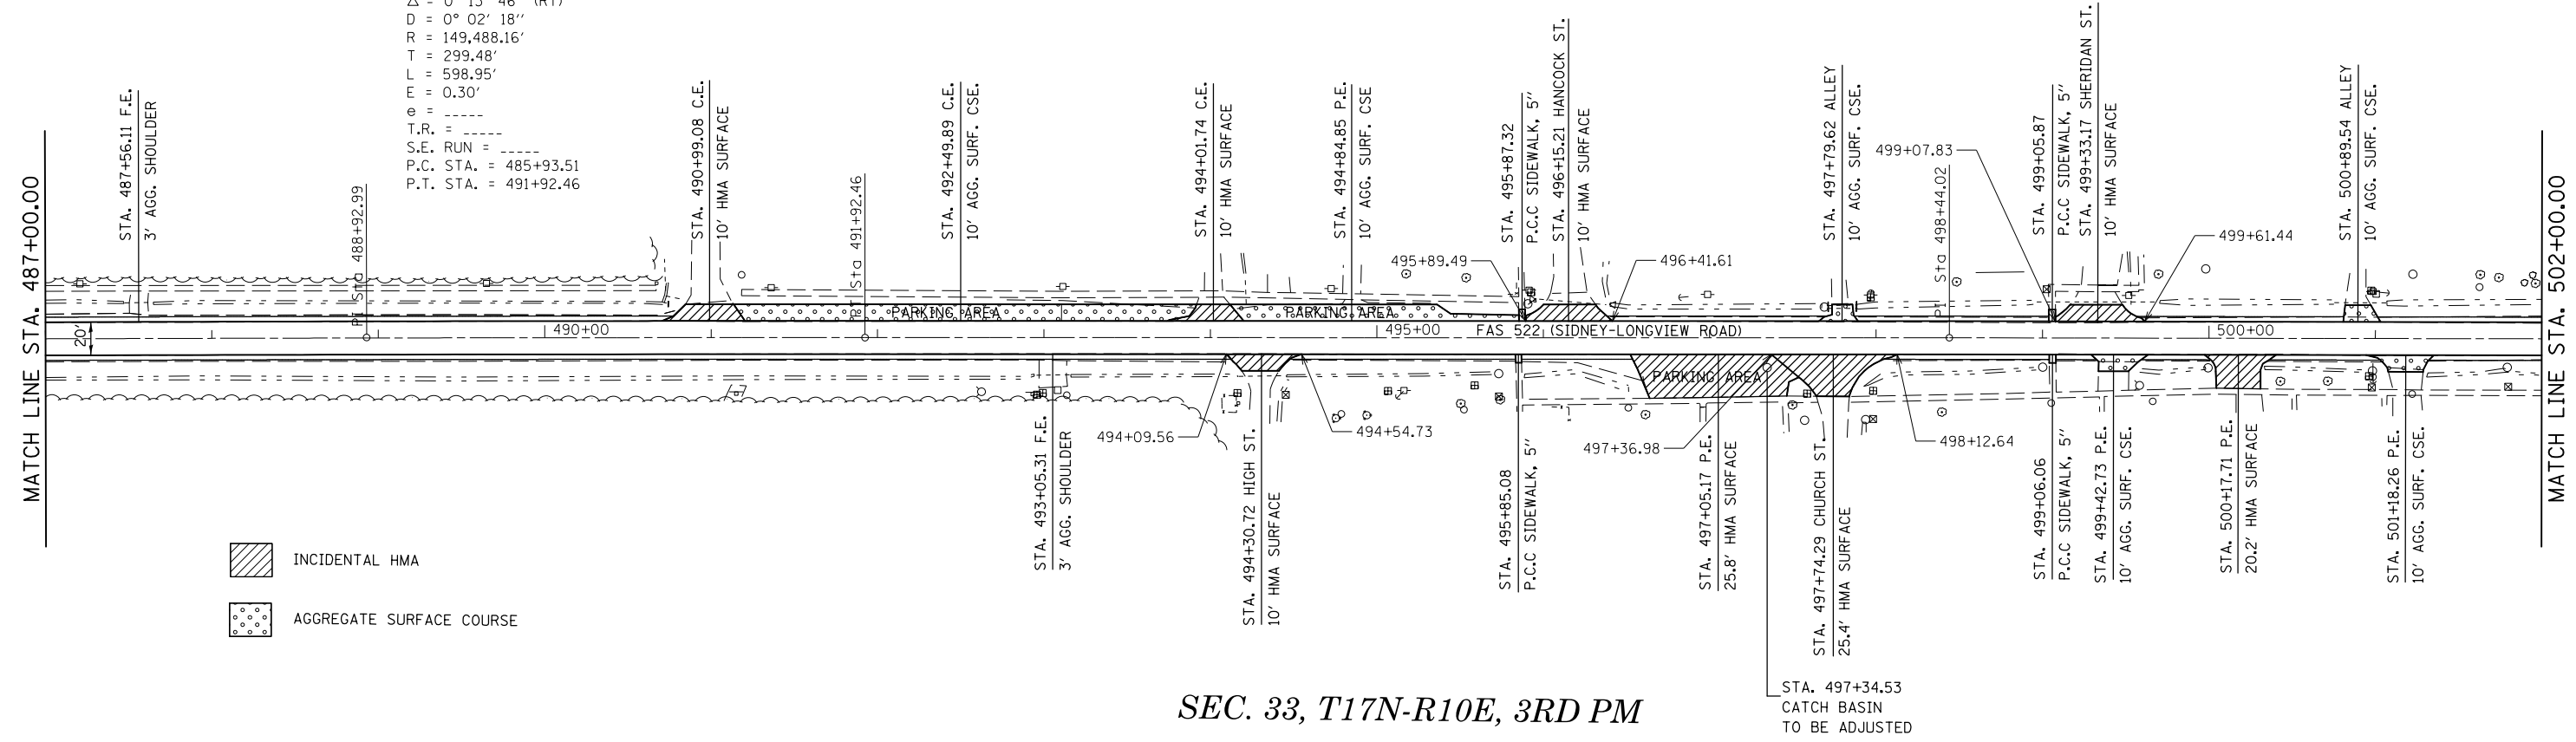 Δ = 0° 13' 46" (RT)
D = 0° 02' 18"
R = 149,488.16'
T = 299.48'
L = 598.95'
E = 0.30'
e = _____
T.R. = _____
S.E. RUN = _____
P.C. STA. = 485+93.51
P.T. STA. = 491+92.46
MATCH LINE STA. 487+00.00
STA. 487+56.11 F.E.
3' AGG. SHOULDER
PI Sta 488+92.99
STA. 490+99.08 C.E.
10' HMA SURFACE
PT Sta 491+92.46
STA. 492+49.89 C.E.
10' AGG. SURF. CSE.
STA. 494+01.74 C.E.
10' HMA SURFACE
STA. 494+84.85 P.E.
10' AGG. SURF. CSE
STA. 495+87.32
P.C.C SIDEWALK, 5"
495+89.49
STA. 496+15.21 HANCOCK ST.
10' HMA SURFACE
496+41.61
STA. 497+79.62 ALLEY
10' AGG. SURF. CSE.
Sta 498+44.02
499+07.83
STA. 499+05.87
P.C.C SIDEWALK, 5"
STA. 499+33.17 SHERIDAN ST.
10' HMA SURFACE
499+61.44
STA. 500+89.54 ALLEY
10' AGG. SURF. CSE.
MATCH LINE STA. 502+00.00
PARKING AREA
PARKING AREA
20'
490+00
495+00
FAS 522 (SIDNEY-LONGVIEW ROAD)
500+00
PARKING AREA
STA. 493+05.31 F.E.
3' AGG. SHOULDER
494+09.56
STA. 494+30.72 HIGH ST.
10' HMA SURFACE
494+54.73
STA. 495+85.08
P.C.C SIDEWALK, 5"
497+36.98
STA. 497+05.17 P.E.
25.8' HMA SURFACE
STA. 497+74.29 CHURCH ST.
25.4' HMA SURFACE
498+12.64
STA. 499+06.06
P.C.C SIDEWALK, 5"
STA. 499+42.73 P.E.
10' AGG. SURF. CSE.
STA. 500+17.71 P.E.
20.2' HMA SURFACE
STA. 501+18.26 P.E.
10' AGG. SURF. CSE.
INCIDENTAL HMA
AGGREGATE SURFACE COURSE
STA. 497+34.53
CATCH BASIN
TO BE ADJUSTED
SEC. 33, T17N-R10E, 3RD PM